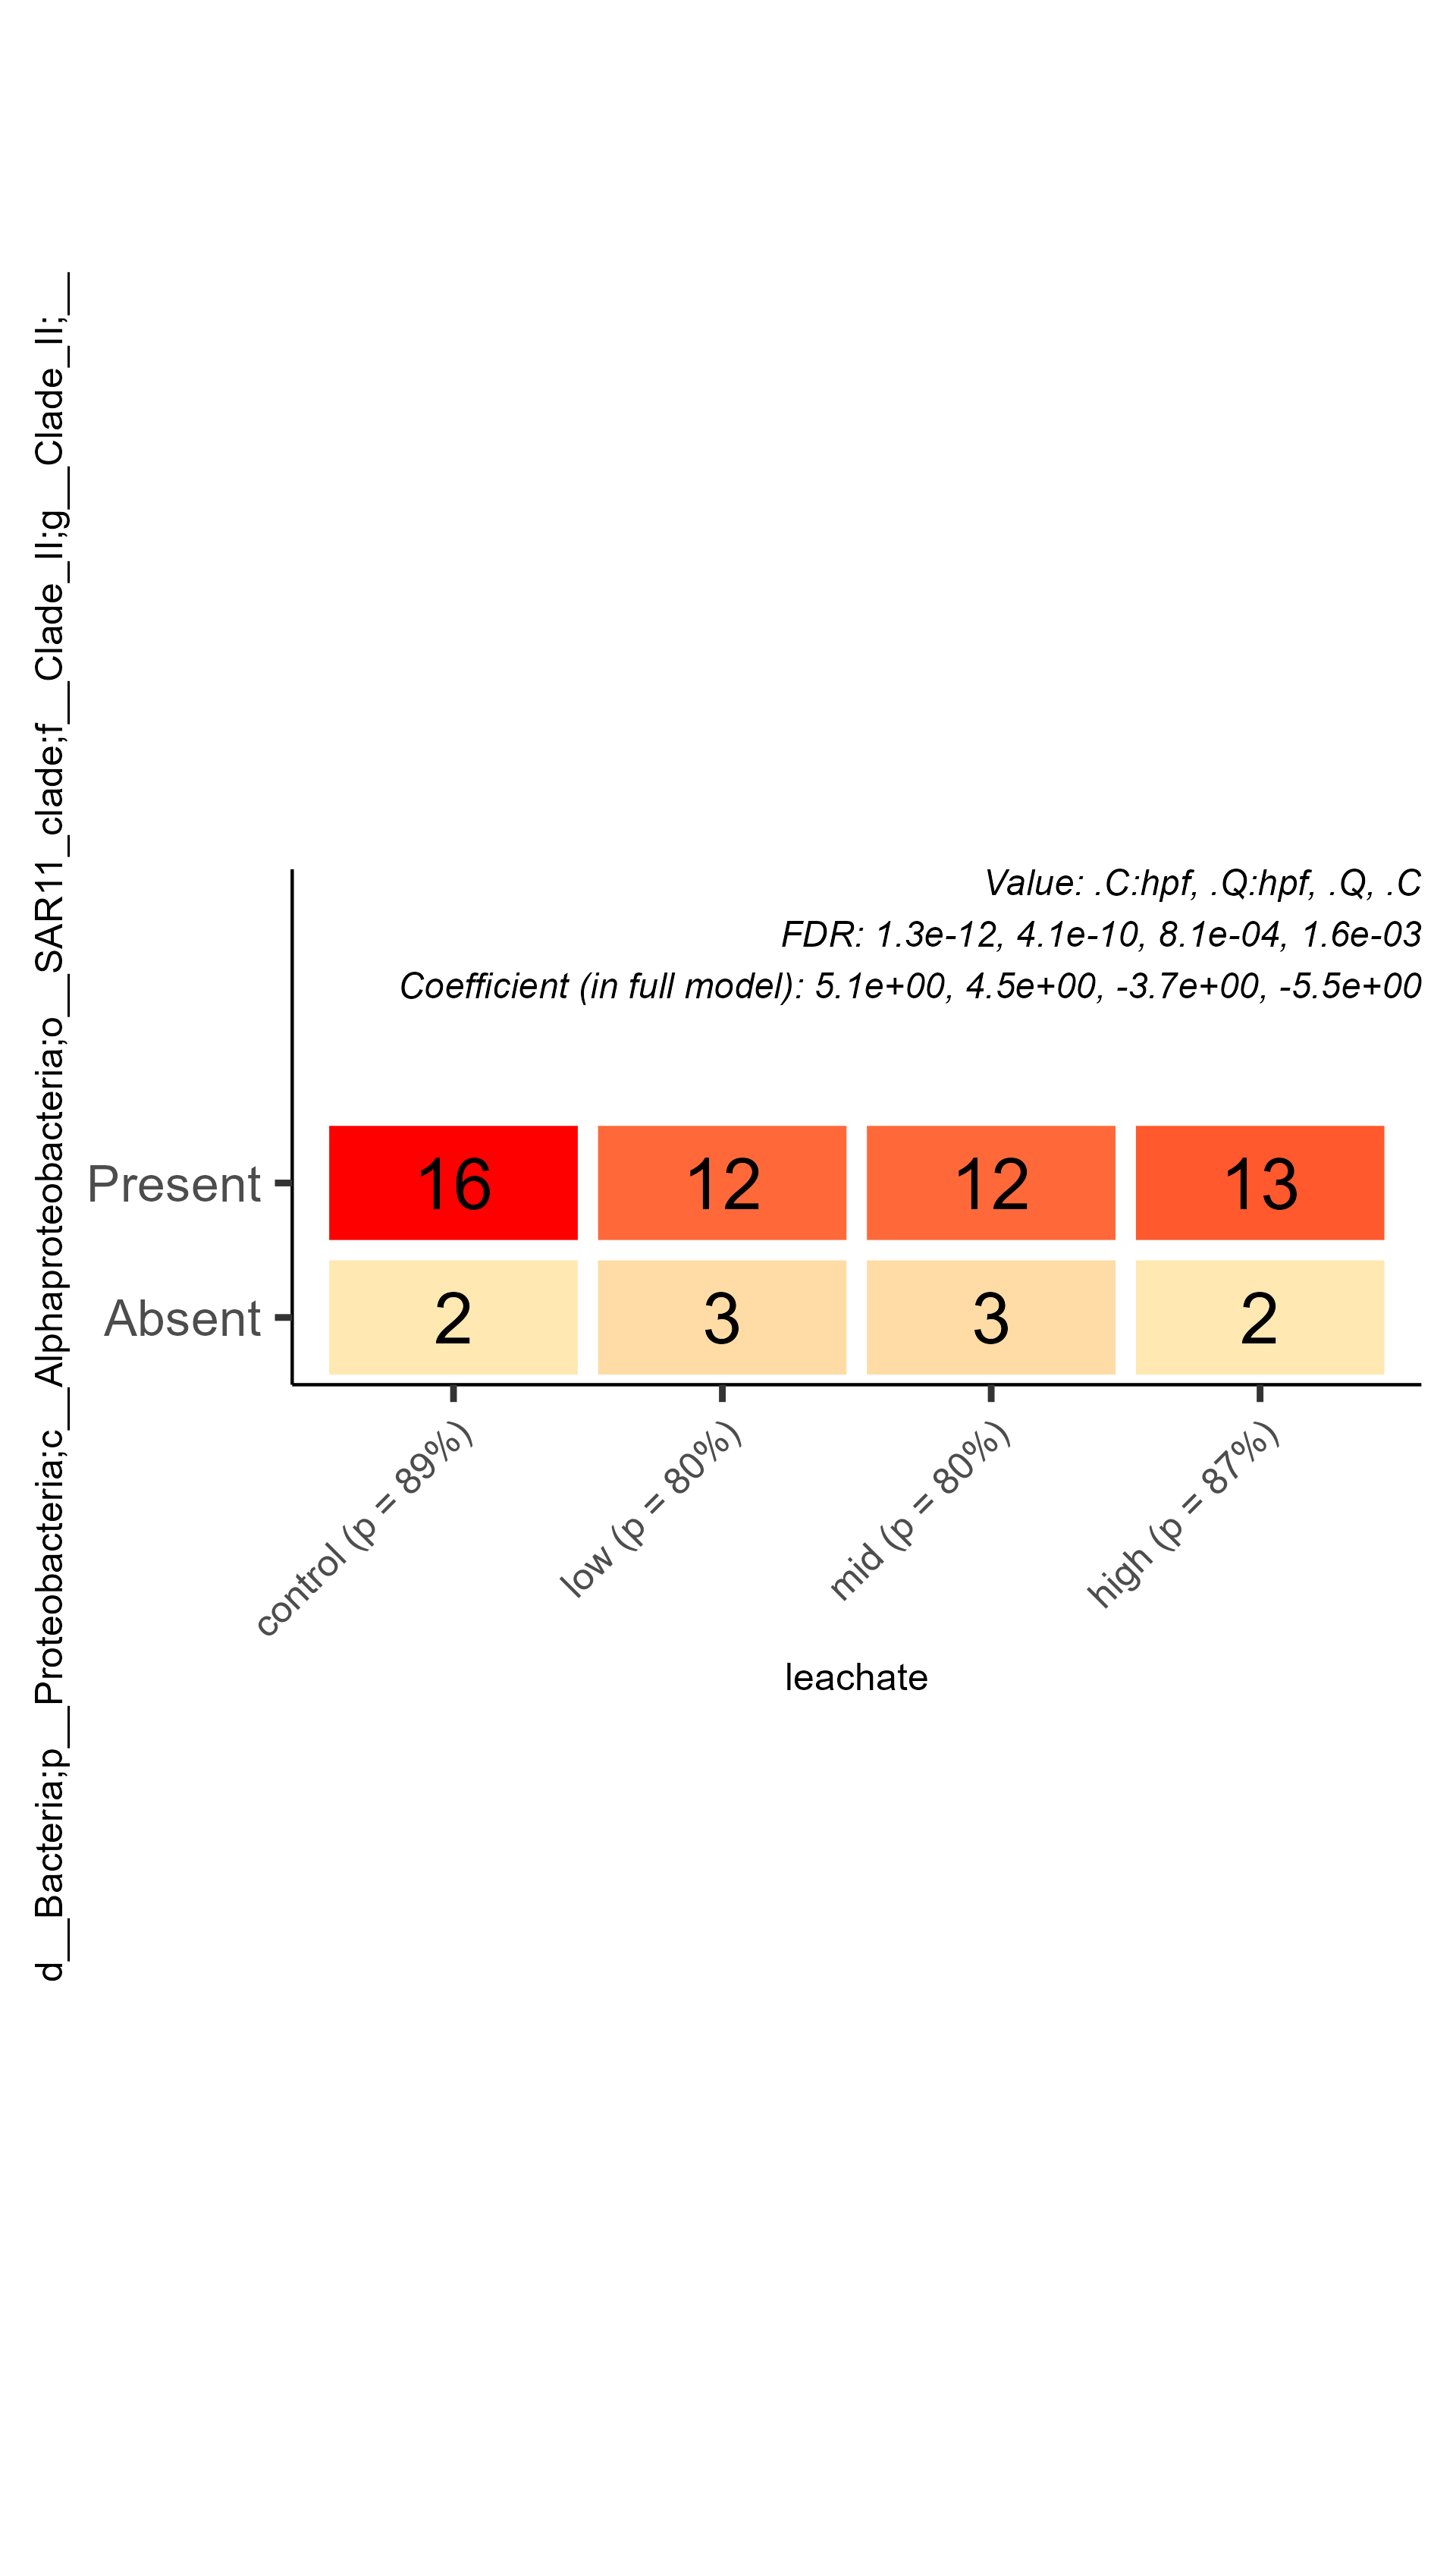 d__Bacteria;p__Proteobacteria;c__Alphaproteobacteria;o__SAR11_clade;f__Clade_II;g__Clade_II;__
Value: .C:hpf, .Q:hpf, .Q, .C
FDR: 1.3e-12, 4.1e-10, 8.1e-04, 1.6e-03
Coefficient (in full model): 5.1e+00, 4.5e+00, -3.7e+00, -5.5e+00
Present 16 12 12 13
Absent 2 3 3 2
control (p = 89%)
low (p = 80%)
mid (p = 80%)
high (p = 87%)
leachate